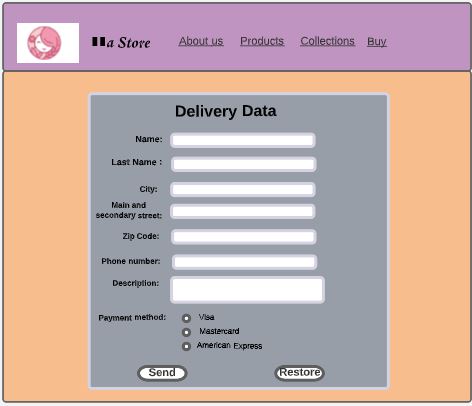 a Store
About us
Products
Collections
Buy
Delivery Data
Name:
Last Name :
City:
Main and
secondary street:
Zip Code:
Phone number:
Description:
Payment method:
Visa
Mastercard
American Express
Send
Restore